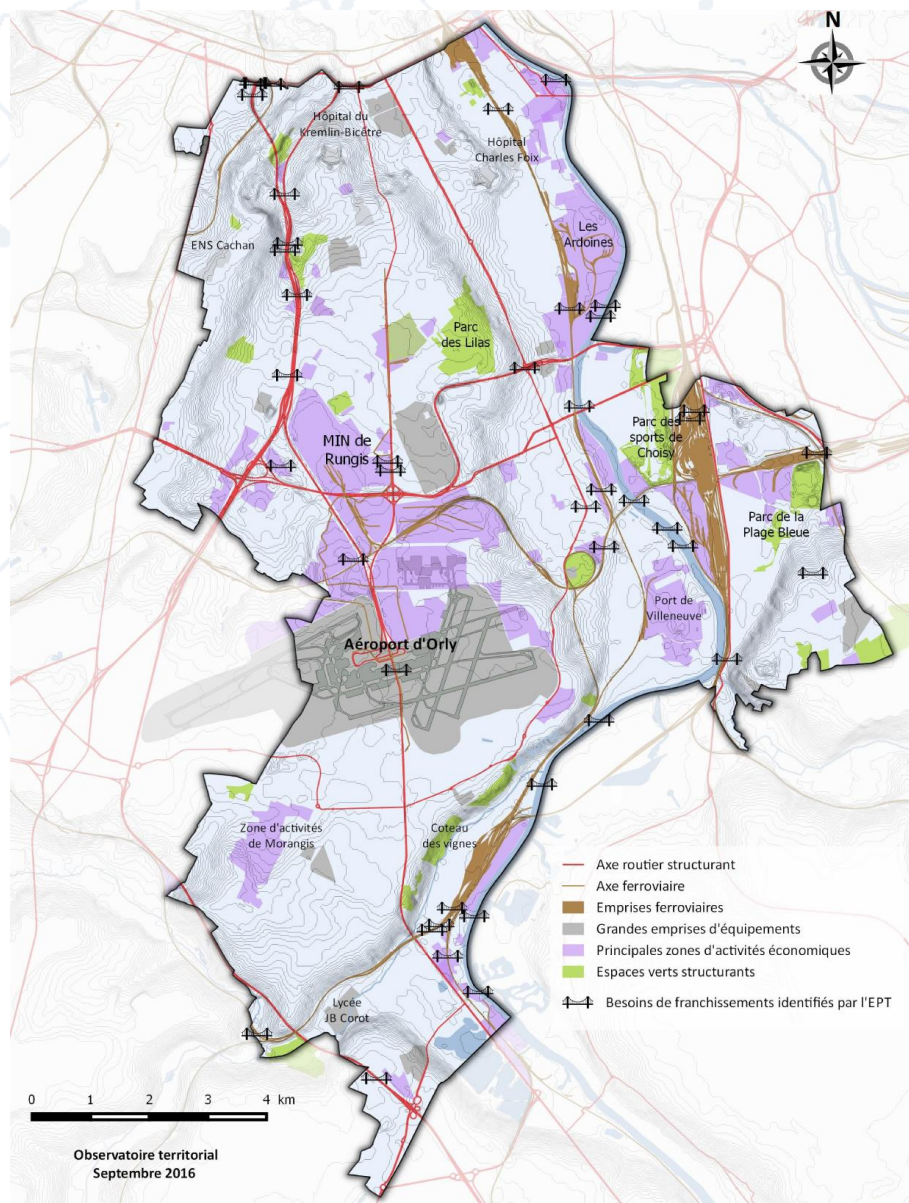 N
Hôpital du
Kremlin-Bicêtre
Hôpital
Charles Foix
ENS Cachan
Les
Ardoines
Parc
des Lilas
Parc des
sports de
Choisy
MIN de
Rungis
Parc de la
Plage Bleue
Port de
Villeneuve
Aéroport d'Orly
Zone d'activités
de Morangis
Coteau
des vignes
Lycée
JB Corot
Axe routier structurant
Axe ferroviaire
Emprises ferroviaires
Grandes emprises d'équipements
Principales zones d'activités économiques
Espaces verts structurants
Besoins de franchissements identifiés par l'EPT
0 1 2 3 4 km
Observatoire territorial
Septembre 2016